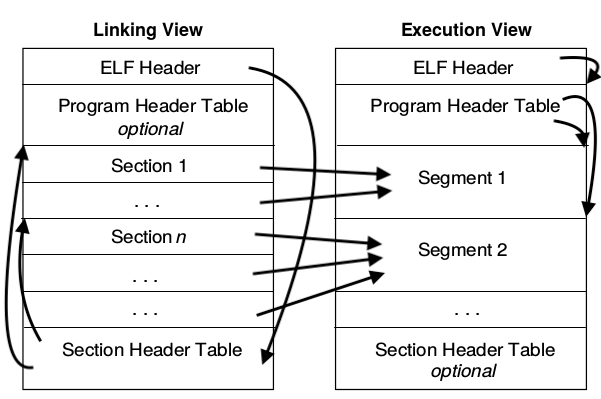 Linking View
ELF Header
Program Header Table
optional
Section 1
. . .
Section n
. . .
. . .
Section Header Table
Execution View
ELF Header
Program Header Table
Segment 1
Segment 2
. . .
Section Header Table
optional